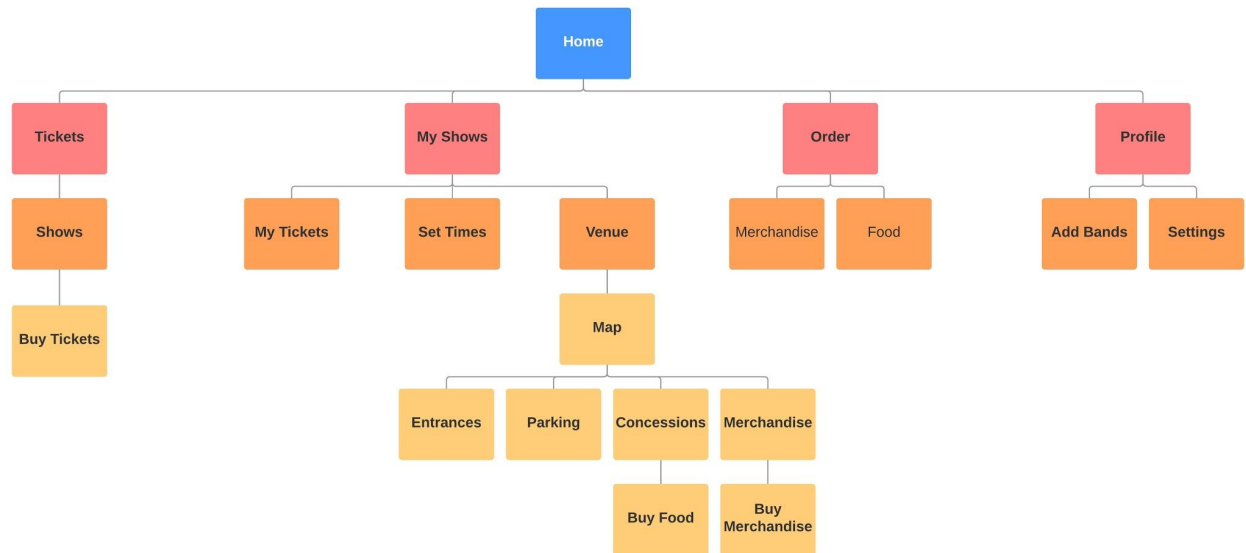 Home
Tickets
My Shows
Order
Profile
Shows
My Tickets
Set Times
Venue
Merchandise
Food
Add Bands
Settings
Buy Tickets
Map
Entrances
Parking
Concessions
Merchandise
Buy Food
Buy
Merchandise